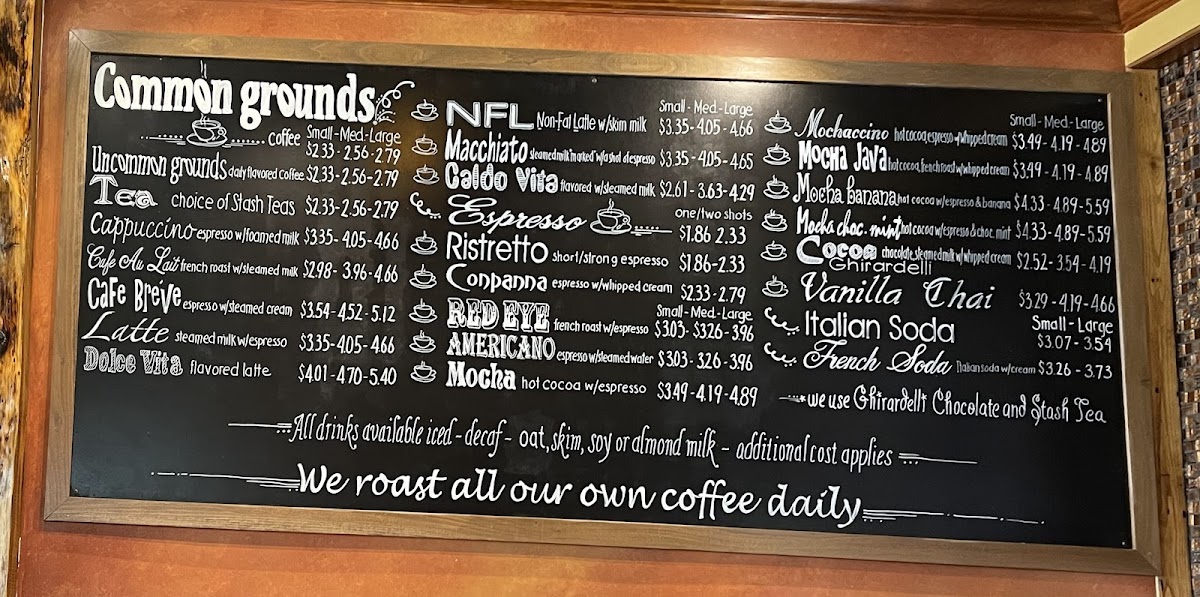 Common grounds
coffee Small-Med-Large
$2.33-2.56-2.79
Uncommon grounds daily flavored coffee $2.33-2.56-2.79
Tea choice of Stash Teas $2.33-2.56-2.79
Cappuccino espresso w/foamed milk $3.35-4.05-4.66
Cafe Au Lait french roast w/steamed milk $2.98-3.96-4.66
Cafe Breve espresso w/steamed cream $3.54-4.52-5.12
Latte steamed milk w/espresso $3.35-4.05-4.66
Dolce Vita flavored latte $4.01-4.70-5.40
Small-Med-Large
NFL Non-Fat Latte w/skim milk $3.35-4.05-4.66
Macchiato steamed milk 'marked' w/a shot of espresso $3.35-4.05-4.65
Caldo Vita flavored w/steamed milk $2.61-3.63-4.29
one/two shots
Espresso $1.86 2.33
Ristretto short/strong espresso $1.86-2.33
Conpanna espresso w/whipped cream $2.33-2.79
Small-Med-Large
RED EYE french roast w/espresso $3.03-$3.26-3.96
AMERICANO espresso w/steamed water $3.03-3.26-3.96
Mocha hot cocoa w/espresso $3.49-4.19-4.89
Small-Med-Large
Mochaccino hot cocoa espresso w/whipped cream $3.49-4.19-4.89
Mocha Java hot cocoa, french roast w/whipped cream $3.49-4.19-4.89
Mocha banana hot cocoa w/espresso & banana $4.33-4.89-5.59
Mocha choc. mint hot cocoa w/espresso & choc. mint $4.33-4.89-5.59
Cocoa chocolate, steamed milk w/whipped cream $2.52-3.54-4.19
Ghirardelli
Vanilla Chai $3.29-4.19-4.66
Small-Large
Italian Soda $3.07-3.54
French Soda Italian soda w/cream $3.26-3.73
we use Ghirardelli Chocolate and Stash Tea
All drinks available iced - decaf - oat, skim, soy or almond milk - additional cost applies
We roast all our own coffee daily